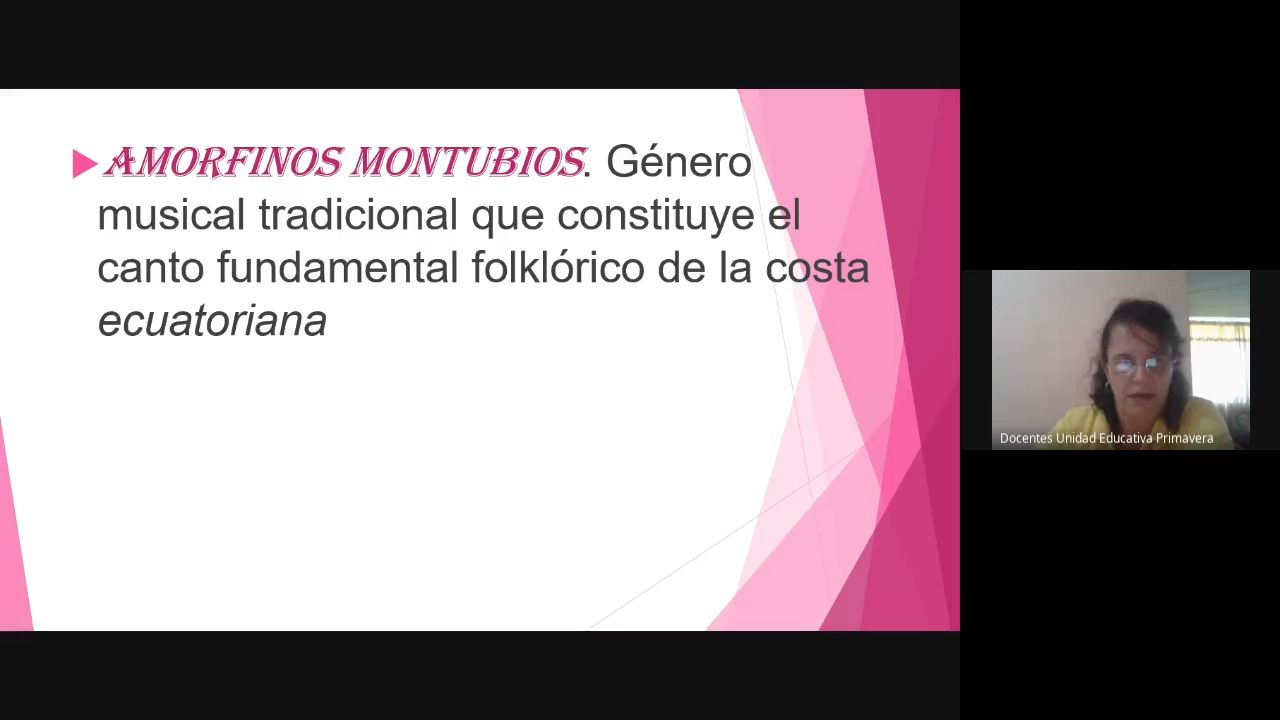 AMORFINOS MONTUBIOS. Género
musical tradicional que constituye el
canto fundamental folklórico de la costa
ecuatoriana
Docentes Unidad Educativa Primavera